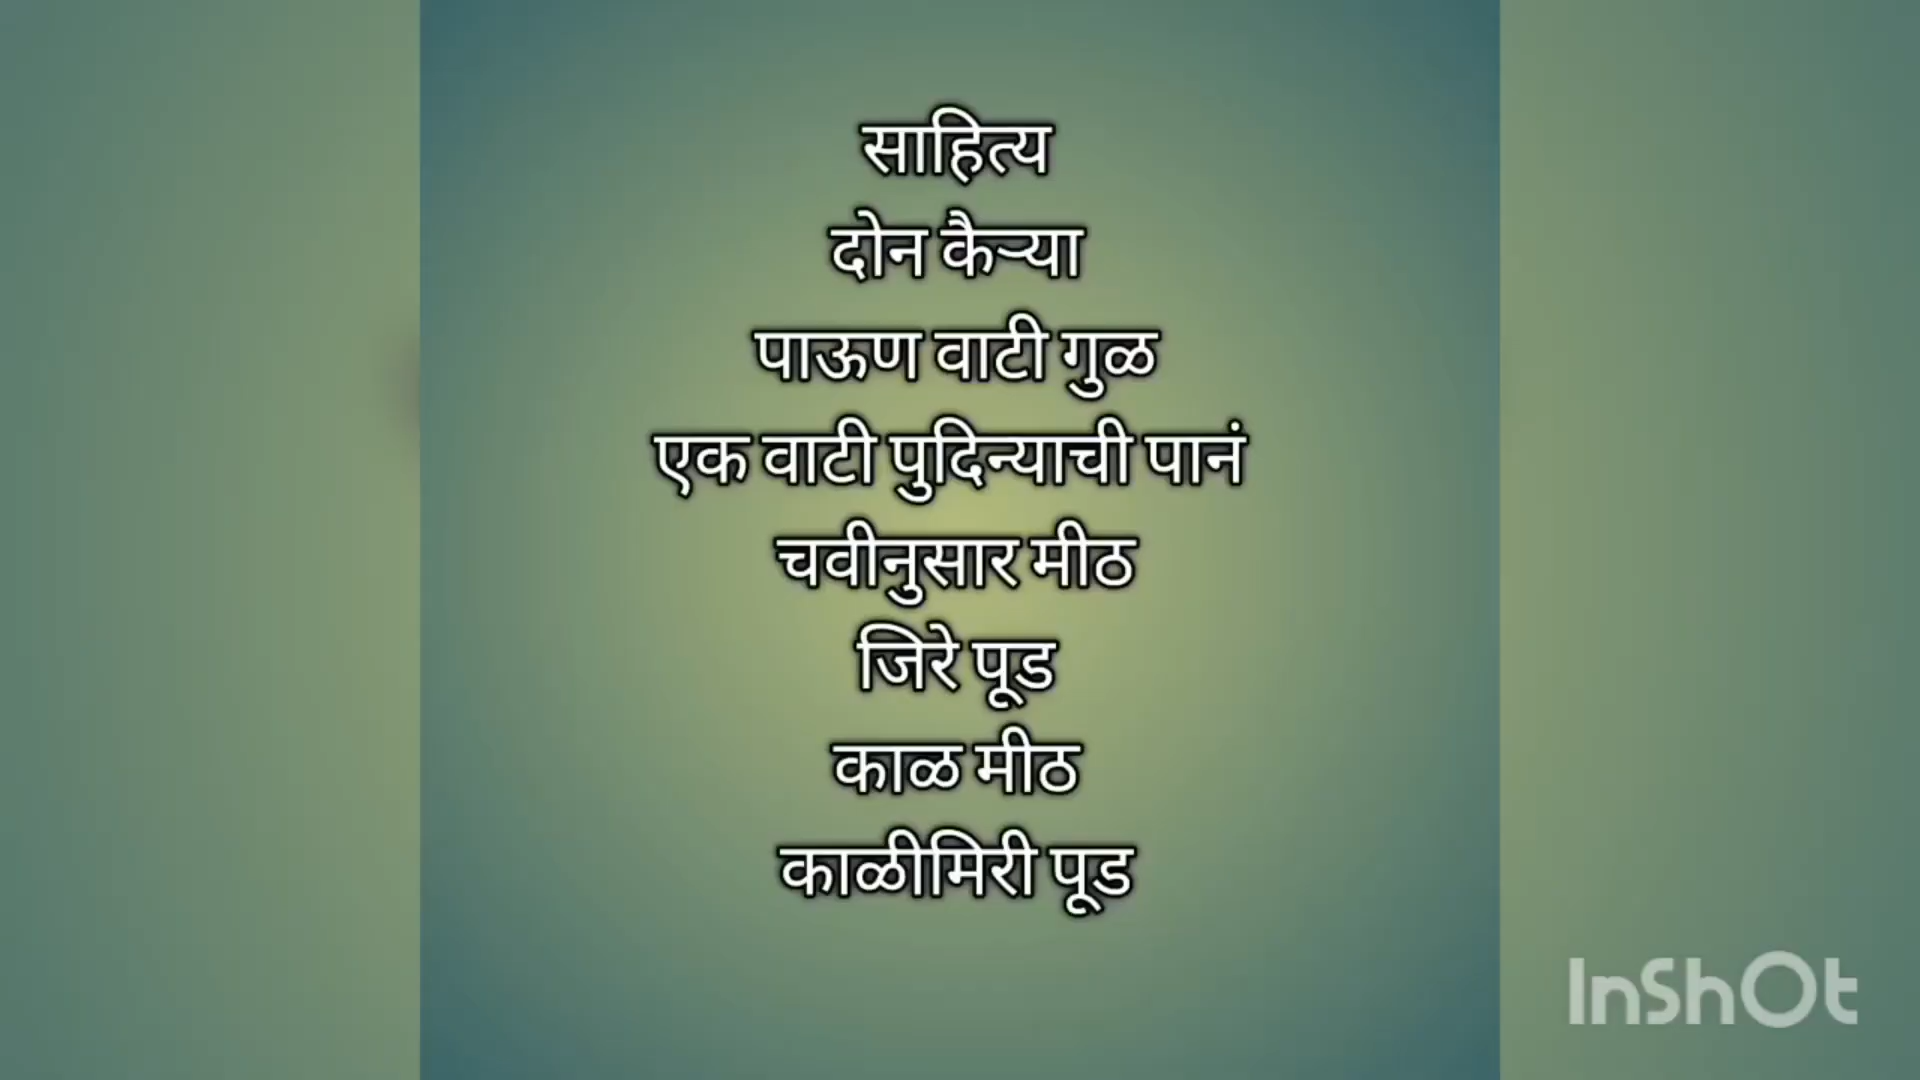 साहित्य
दोन कैऱ्या
पाऊण वाटी गुळ
एक वाटी पुदिन्याची पानं
चवीनुसार मीठ
जिरे पूड
काळ मीठ
काळीमिरी पूड
InShOt